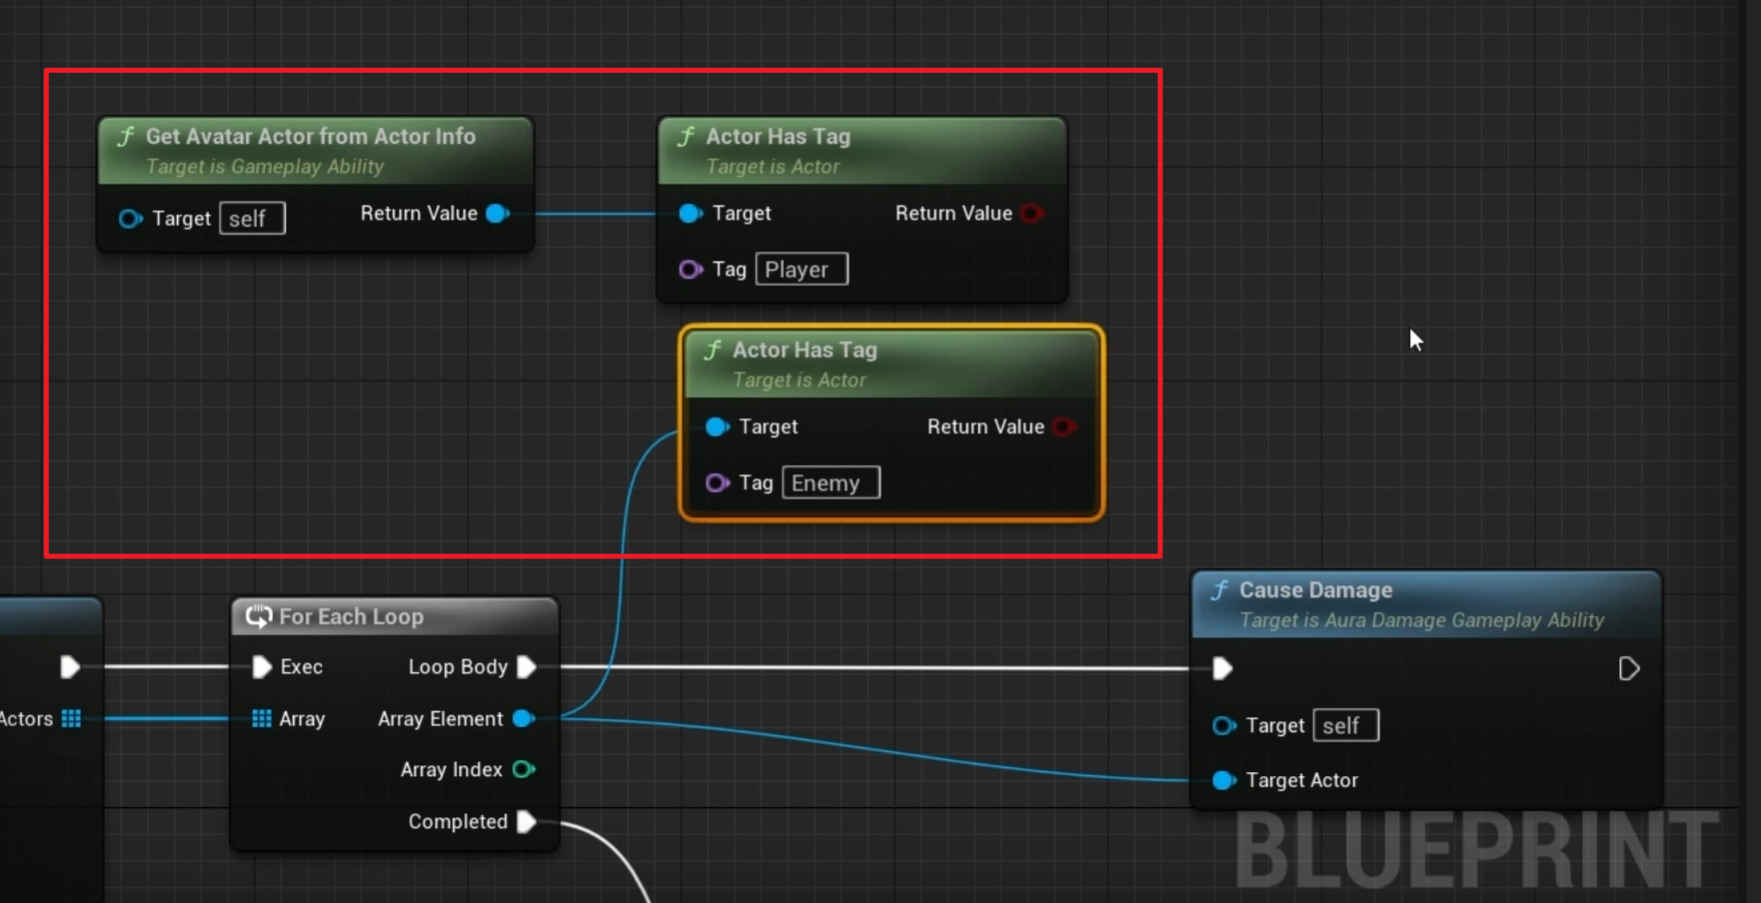 Get Avatar Actor from Actor Info
Target is Gameplay Ability
Target self Return Value
Actor Has Tag
Target is Actor
Target Return Value
Tag Player
Actor Has Tag
Target is Actor
Target Return Value
Tag Enemy
Actors
For Each Loop
Exec Loop Body
Array Array Element
Array Index
Completed
Cause Damage
Target is Aura Damage Gameplay Ability
Target self
Target Actor
BLUEPRINT